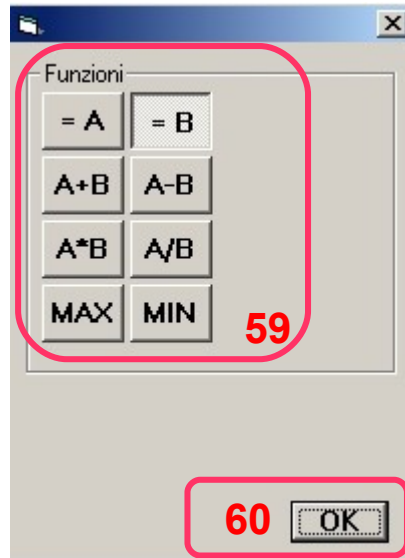 Funzioni
= A = B
A+B A-B
A*B A/B
MAX MIN 59
60 OK